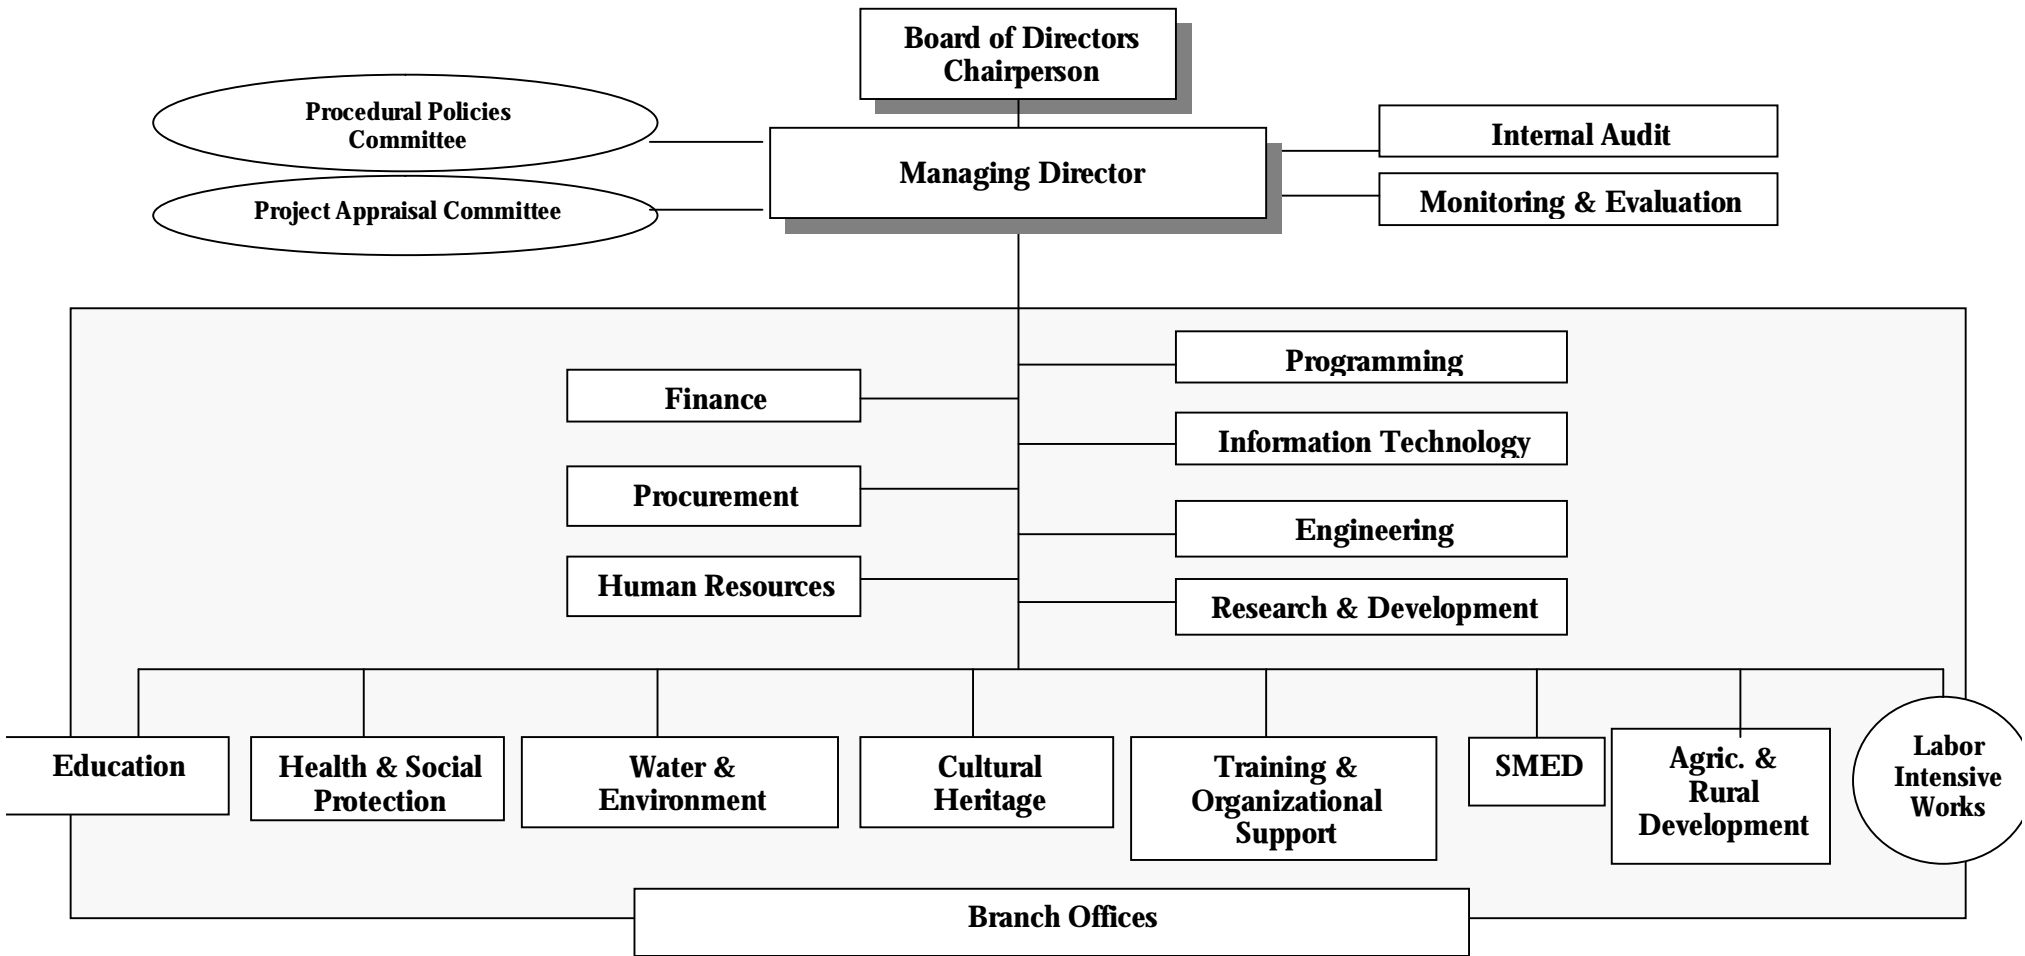 Board of Directors
Chairperson
Procedural Policies
Committee
Internal Audit
Managing Director
Monitoring & Evaluation
Project Appraisal Committee
Programming
Finance
Information Technology
Procurement
Engineering
Human Resources
Research & Development
Education
Health & Social
Protection
Water &
Environment
Cultural
Heritage
Training &
Organizational
Support
SMED
Agric. &
Rural
Development
Labor
Intensive
Works
Branch Offices